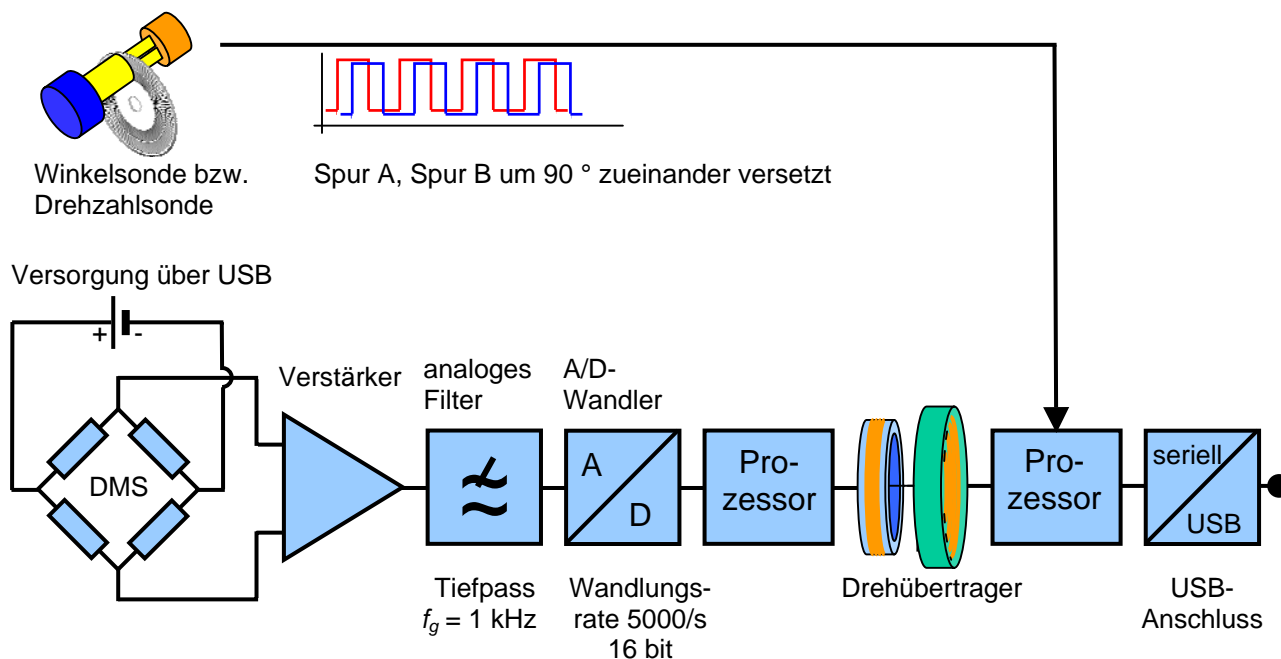 Winkelsonde bzw.
Drehzahlsonde
Spur A, Spur B um 90 ° zueinander versetzt
Versorgung über USB
+ -
DMS
Verstärker
analoges
Filter
A/D-
Wandler
A
D
Pro-
zessor
Pro-
zessor
seriell
USB
Tiefpass
f_g = 1 kHz
Wandlungs-
rate 5000/s
16 bit
Drehübertrager
USB-
Anschluss